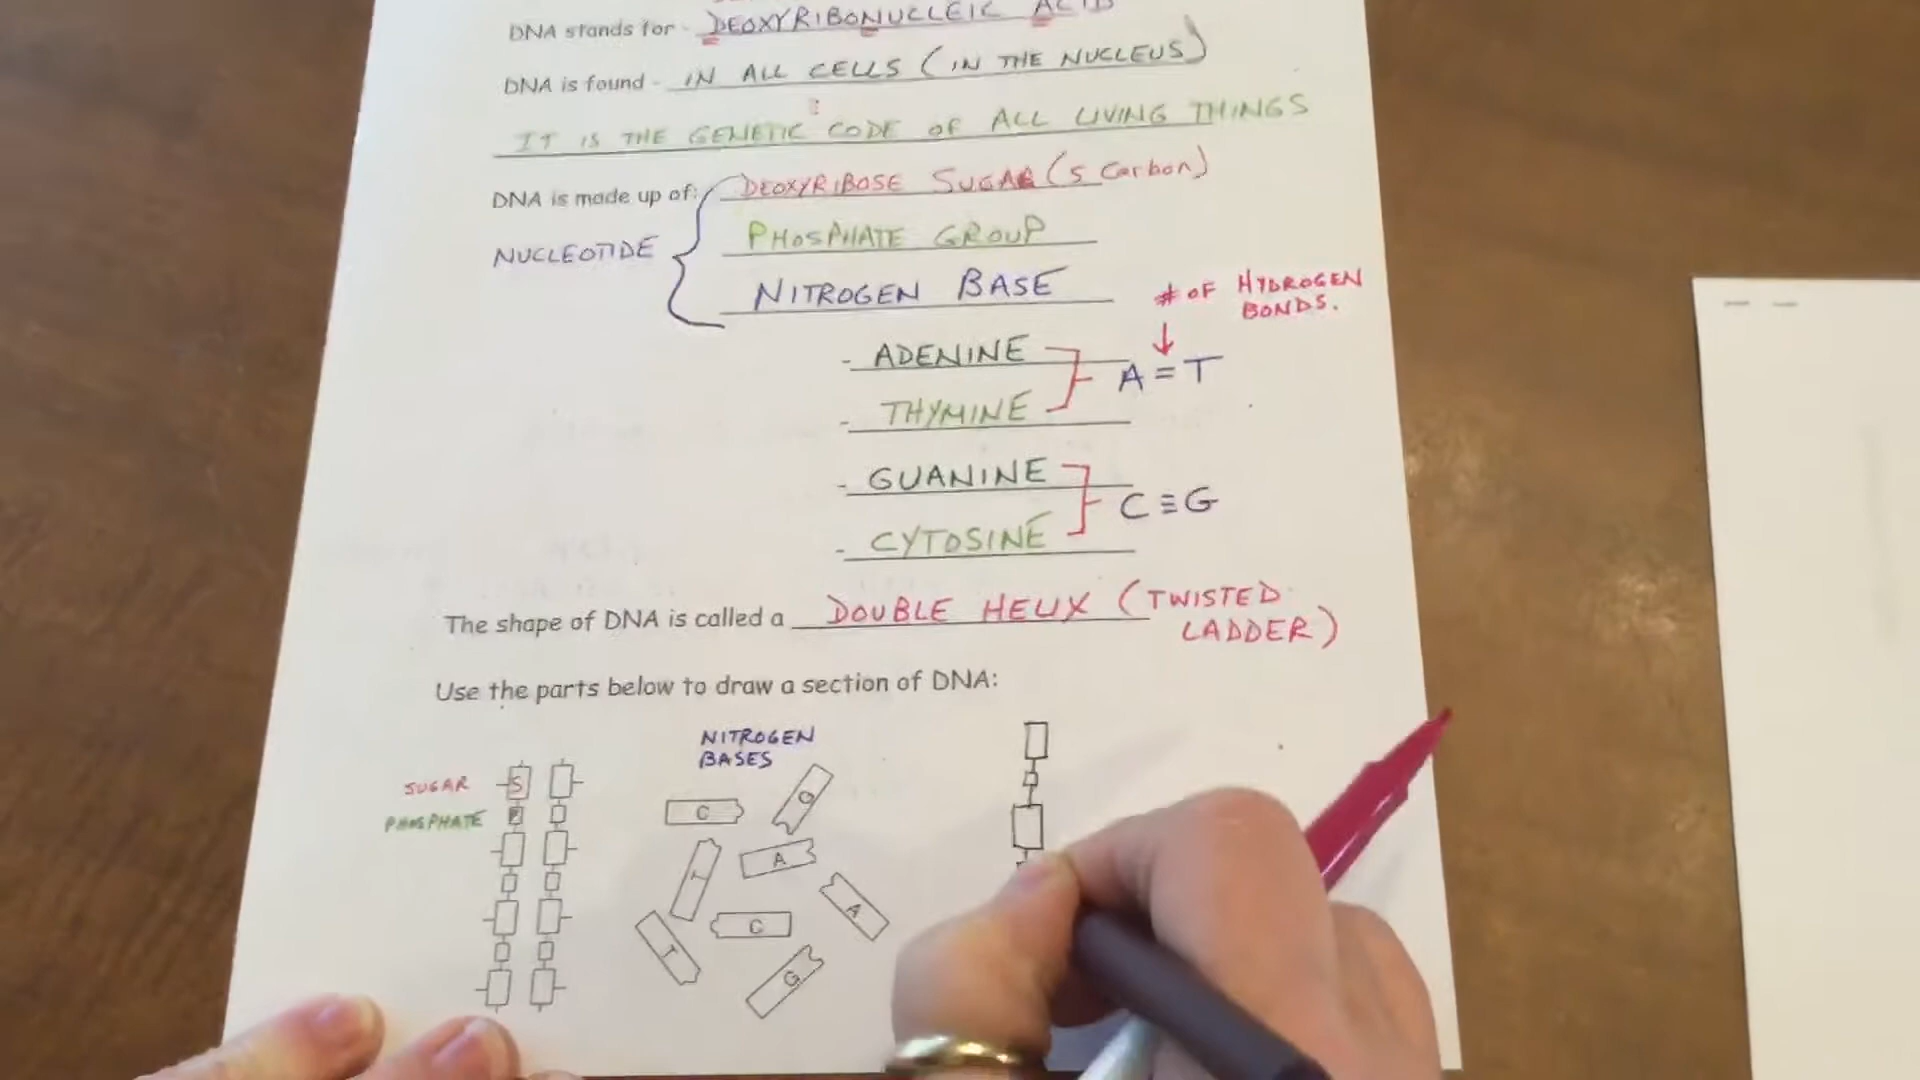 DNA stands for - DEOXYRIBONUCLEIC ACID
DNA is found - IN ALL CELLS (IN THE NUCLEUS)
IT IS THE GENETIC CODE OF ALL LIVING THINGS
DNA is made up of: DEOXYRIBOSE SUGAR (5 Carbon)
NUCLEOTIDE
PHOSPHATE GROUP
NITROGEN BASE
# OF HYDROGEN
BONDS.
- ADENINE
A = T
- THYMINE
- GUANINE
C ≡ G
- CYTOSINE
The shape of DNA is called a DOUBLE HELIX (TWISTED
LADDER)
Use the parts below to draw a section of DNA:
NITROGEN
BASES
SUGAR S
PHOSPHATE P
C
G
T
A
A
C
T
G